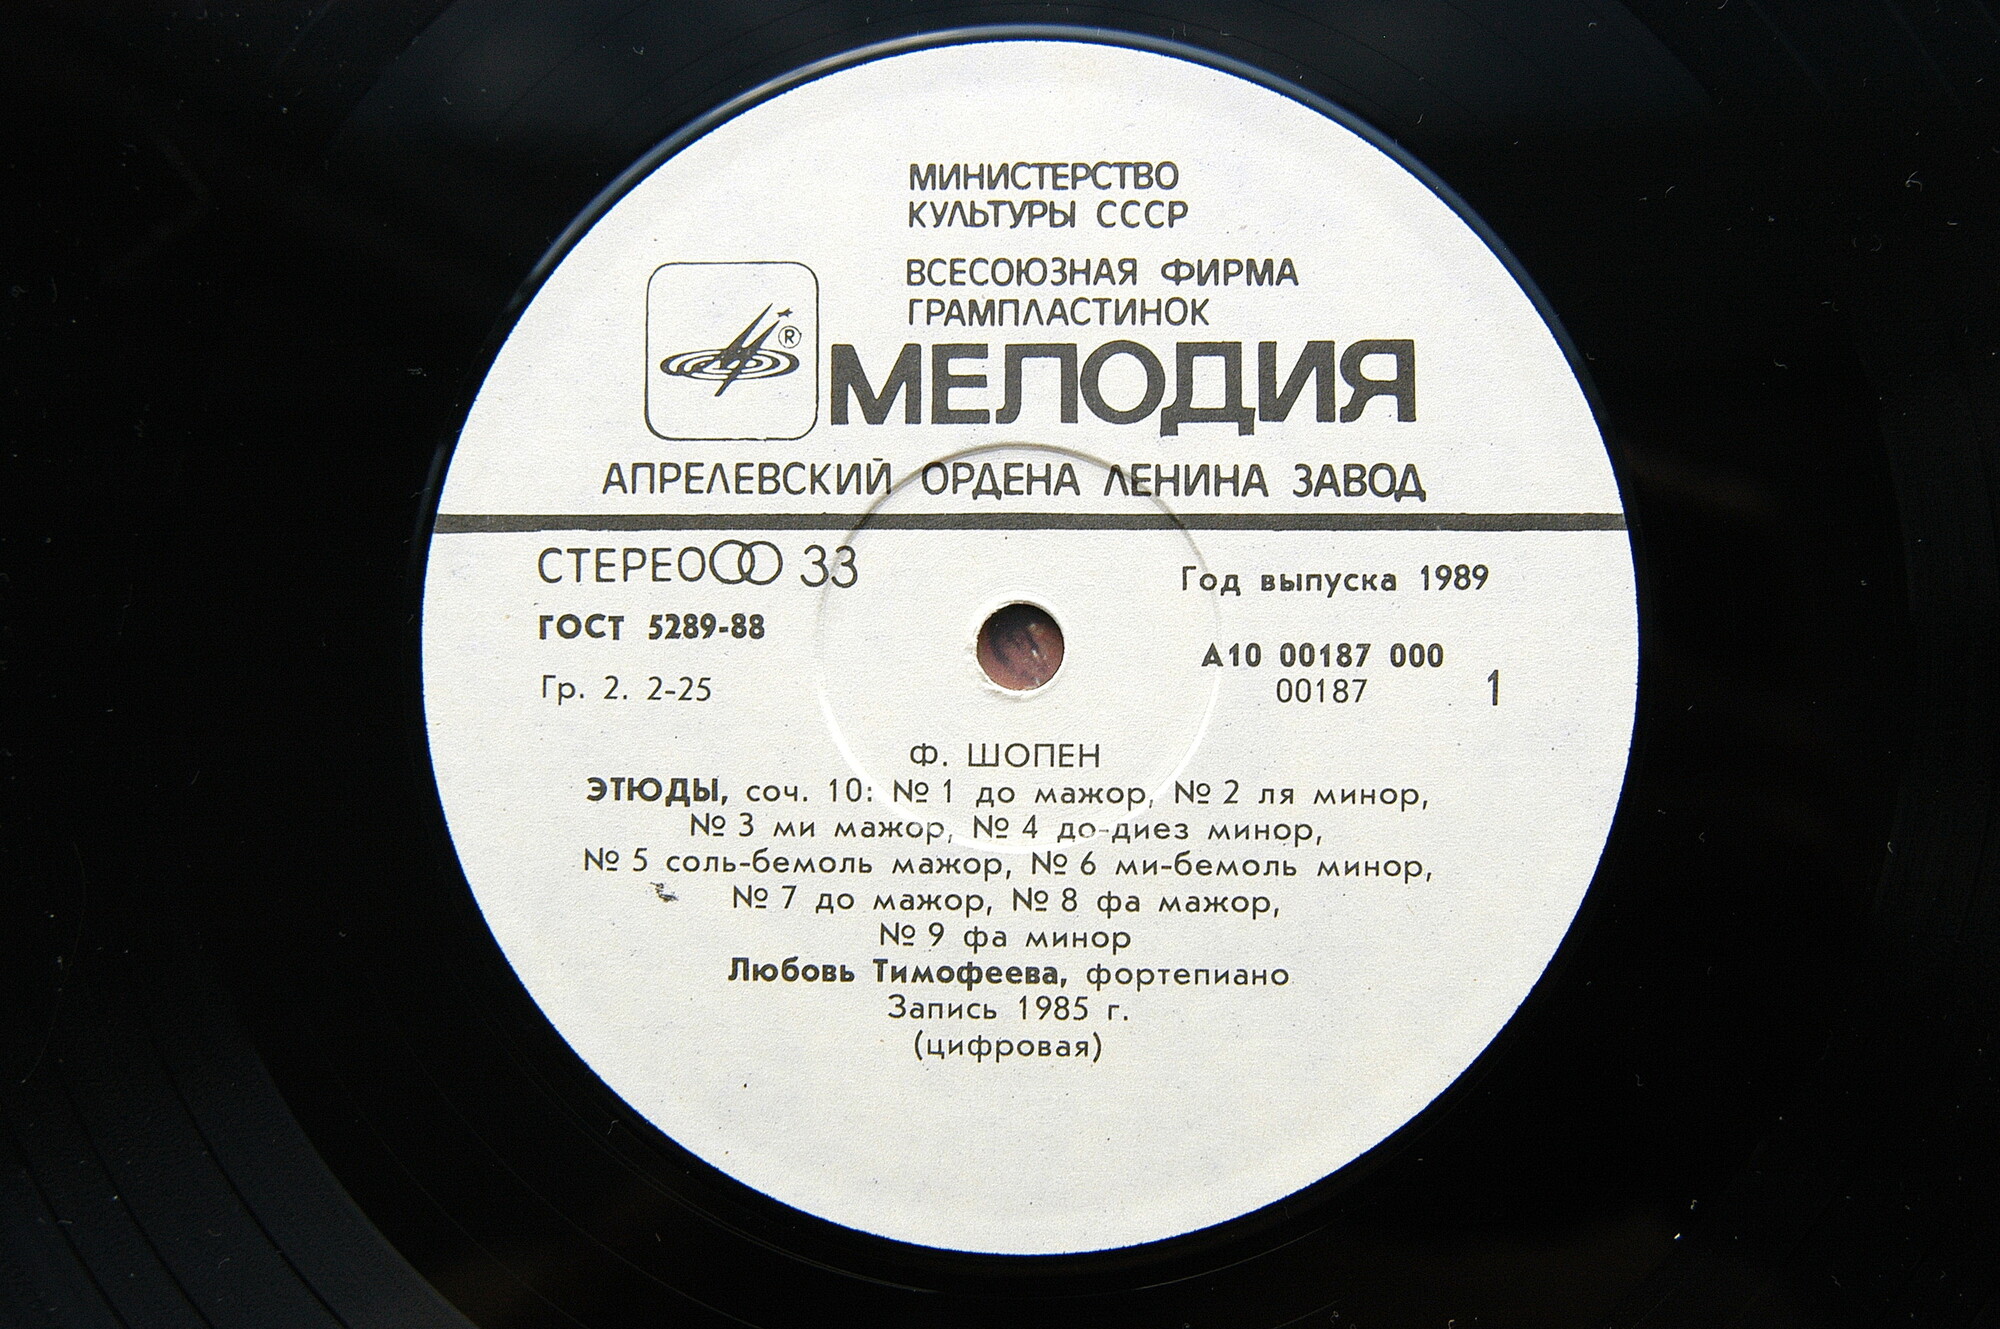 МИНИСТЕРСТВО
КУЛЬТУРЫ СССР
ВСЕСОЮЗНАЯ ФИРМА
ГРАМПЛАСТИНОК
®
МЕЛОДИЯ
АПРЕЛЕВСКИЙ ОРДЕНА ЛЕНИНА ЗАВОД
СТЕРЕО 33
Год выпуска 1989
ГОСТ 5289-88
А10 00187 000
Гр. 2. 2-25
00187 1
Ф. ШОПЕН
ЭТЮДЫ, соч. 10: № 1 до мажор, № 2 ля минор,
№ 3 ми мажор, № 4 до-диез минор,
№ 5 соль-бемоль мажор, № 6 ми-бемоль минор,
№ 7 до мажор, № 8 фа мажор,
№ 9 фа минор
Любовь Тимофеева, фортепиано
Запись 1985 г.
(цифровая)